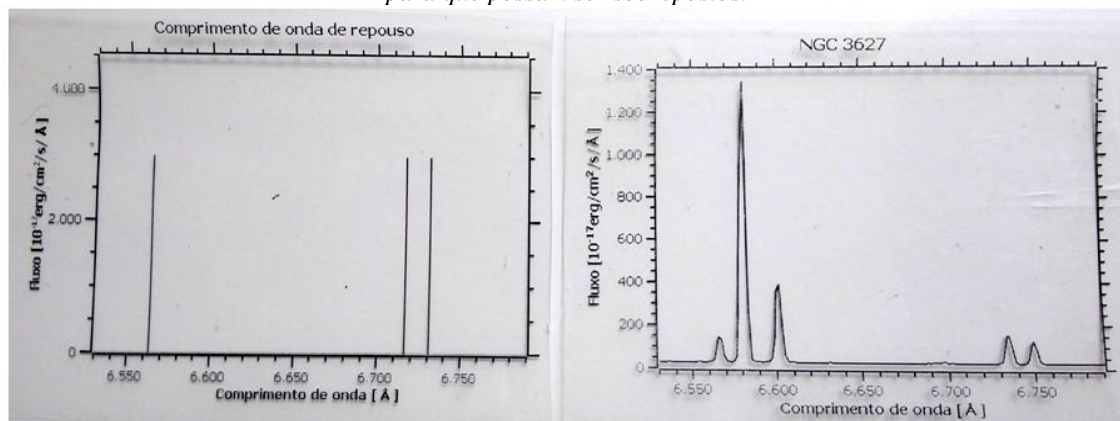 para que
Comprimento de onda de repouso
Fluxo [10⁻¹⁷erg/cm²/s/Å]
4.000
2.000
0
6.550 6.600 6.650 6.700 6.750
Comprimento de onda [Å]
NGC 3627
Fluxo [10⁻¹⁷erg/cm²/s/Å]
1.400
1.200
1.000
800
600
400
200
0
6.550 6.600 6.650 6.700 6.750
Comprimento de onda [Å]